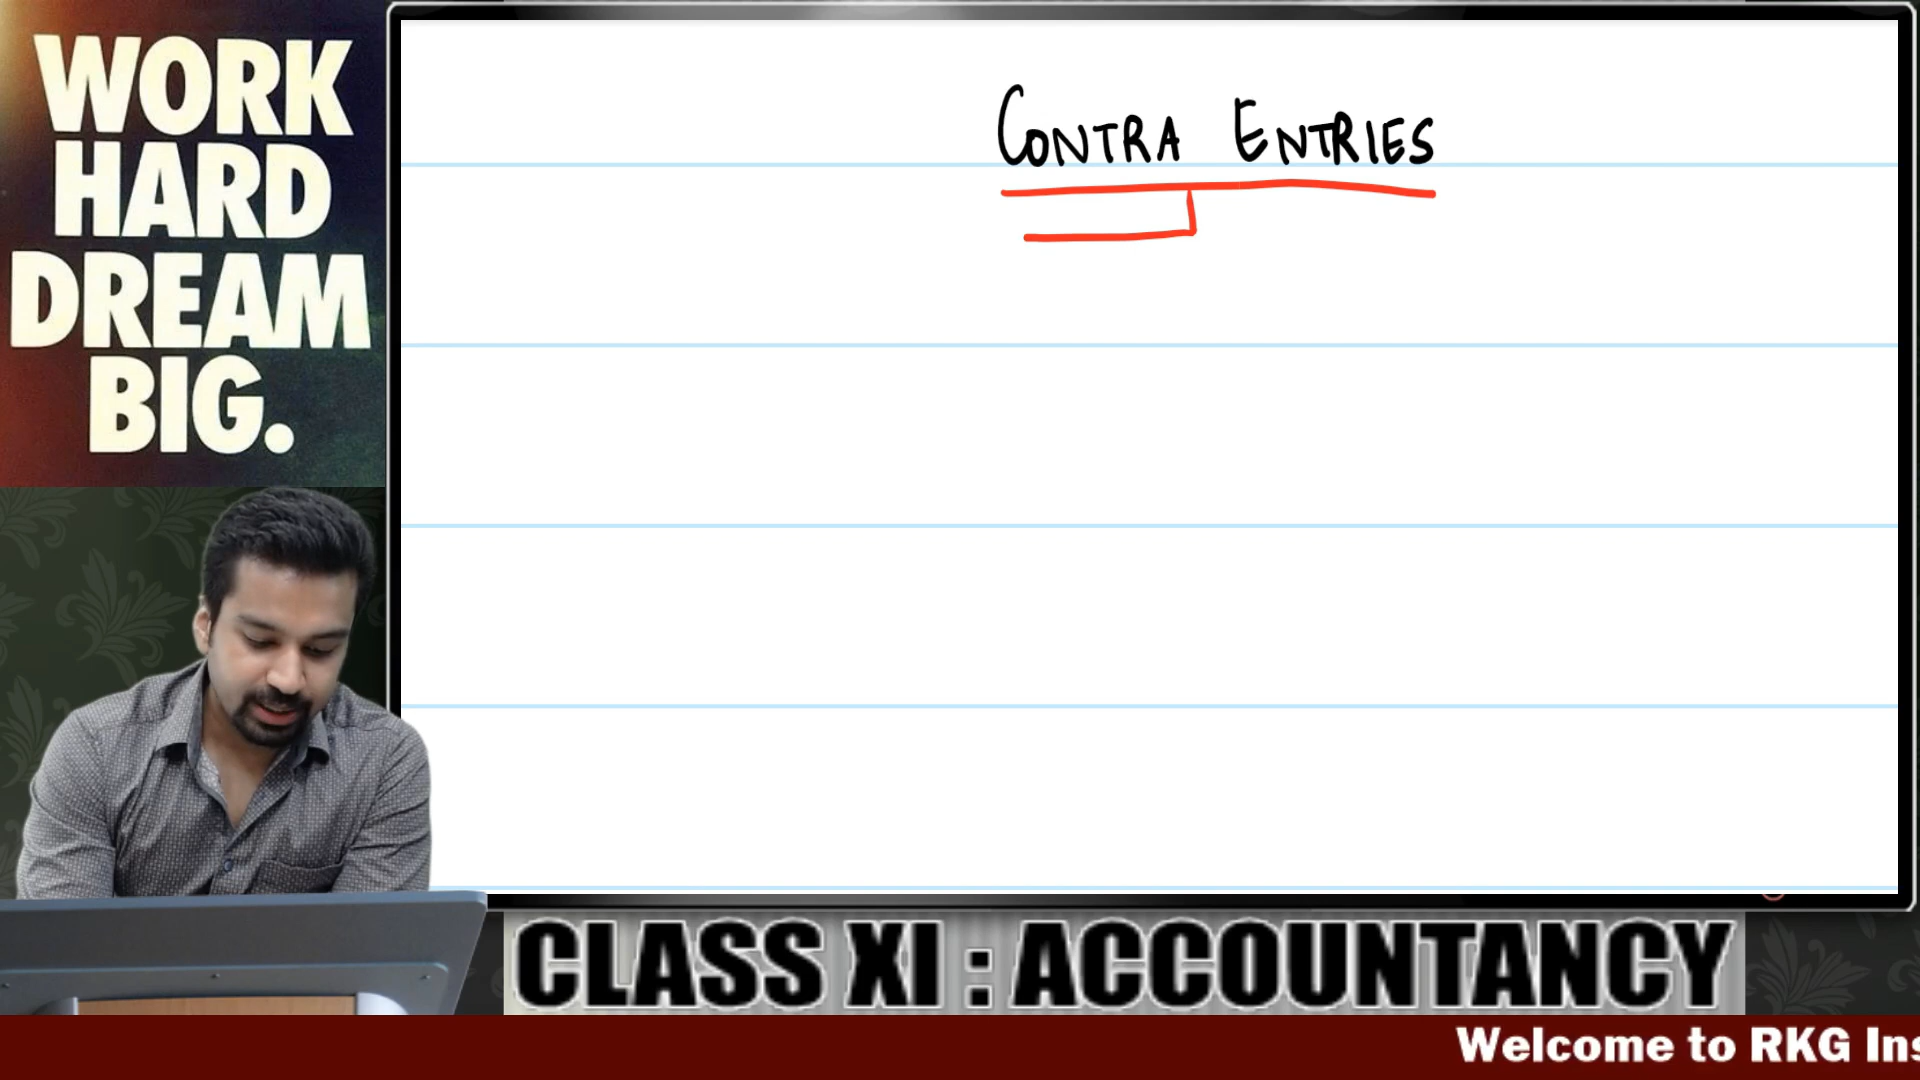 WORK
HARD
DREAM
BIG.
CONTRA ENTRIES
CLASS XI : ACCOUNTANCY
Welcome to RKG Ins